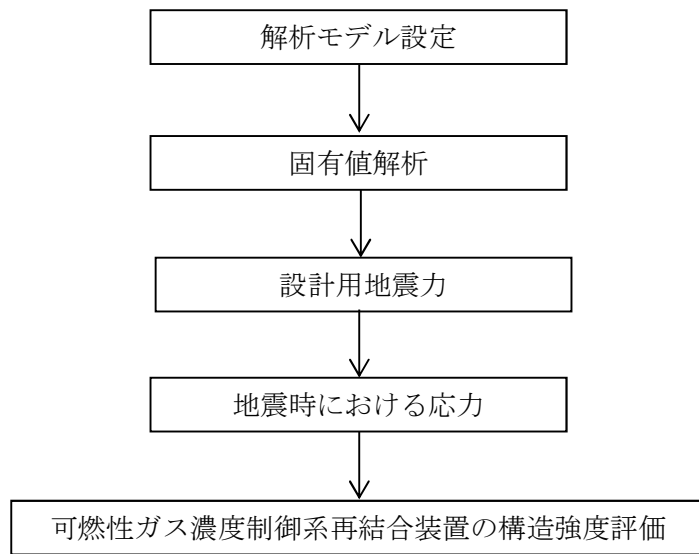 解析モデル設定
固有値解析
設計用地震力
地震時における応力
可燃性ガス濃度制御系再結合装置の構造強度評価